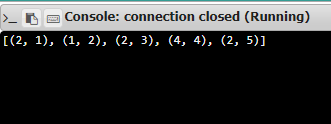 >_ Console: connection closed (Running)
[(2, 1), (1, 2), (2, 3), (4, 4), (2, 5)]